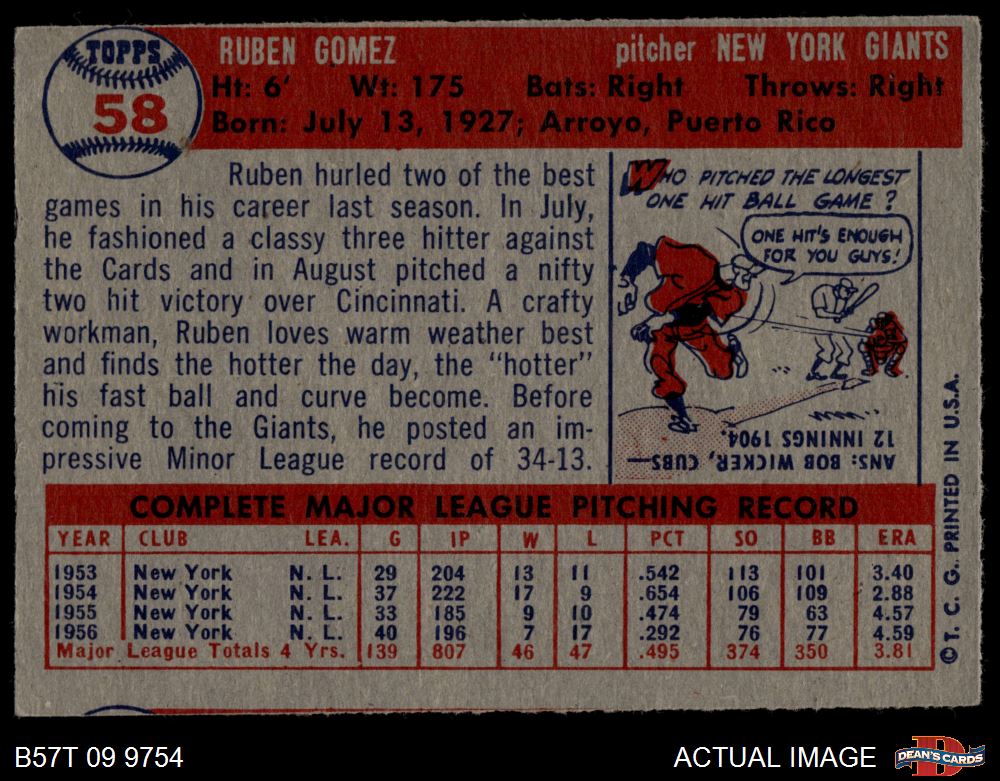 TOPPS
58
RUBEN GOMEZ pitcher NEW YORK GIANTS
Ht: 6' Wt: 175 Bats: Right Throws: Right
Born: July 13, 1927; Arroyo, Puerto Rico
Ruben hurled two of the best
games in his career last season. In July,
he fashioned a classy three hitter against
the Cards and in August pitched a nifty
two hit victory over Cincinnati. A crafty
workman, Ruben loves warm weather best
and finds the hotter the day, the "hotter"
his fast ball and curve become. Before
coming to the Giants, he posted an im-
pressive Minor League record of 34-13.
WHO PITCHED THE LONGEST
ONE HIT BALL GAME?
ONE HIT'S ENOUGH
FOR YOU GUYS!
ANS: BOB WICKER, CUBS—
12 INNINGS 1904.
COMPLETE MAJOR LEAGUE PITCHING RECORD
YEAR CLUB LEA. G IP W L PCT SO BB ERA
1953 New York N. L. 29 204 13 11 .542 113 101 3.40
1954 New York N. L. 37 222 17 9 .654 106 109 2.88
1955 New York N. L. 33 185 9 10 .474 79 63 4.57
1956 New York N. L. 40 196 7 17 .292 76 77 4.59
Major League Totals 4 Yrs. 139 807 46 47 .495 374 350 3.81
© T. C. G. PRINTED IN U.S.A.
B57T 09 9754
ACTUAL IMAGE
DEAN'S CARDS